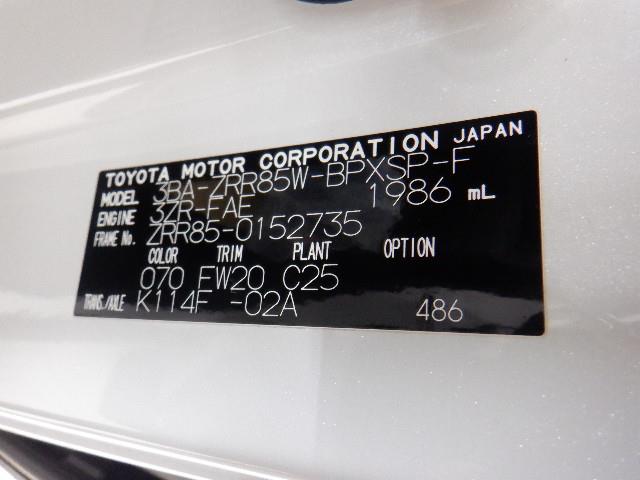 TOYOTA MOTOR CORPORATION JAPAN
MODEL 3BA-ZRR85W-BPXSP-F
ENGINE 3ZR-FAE 1986 mL
FRAME No. ZRR85-0152735
COLOR TRIM PLANT OPTION
070 FW20 C25
TRANS./AXLE K114F -02A 486